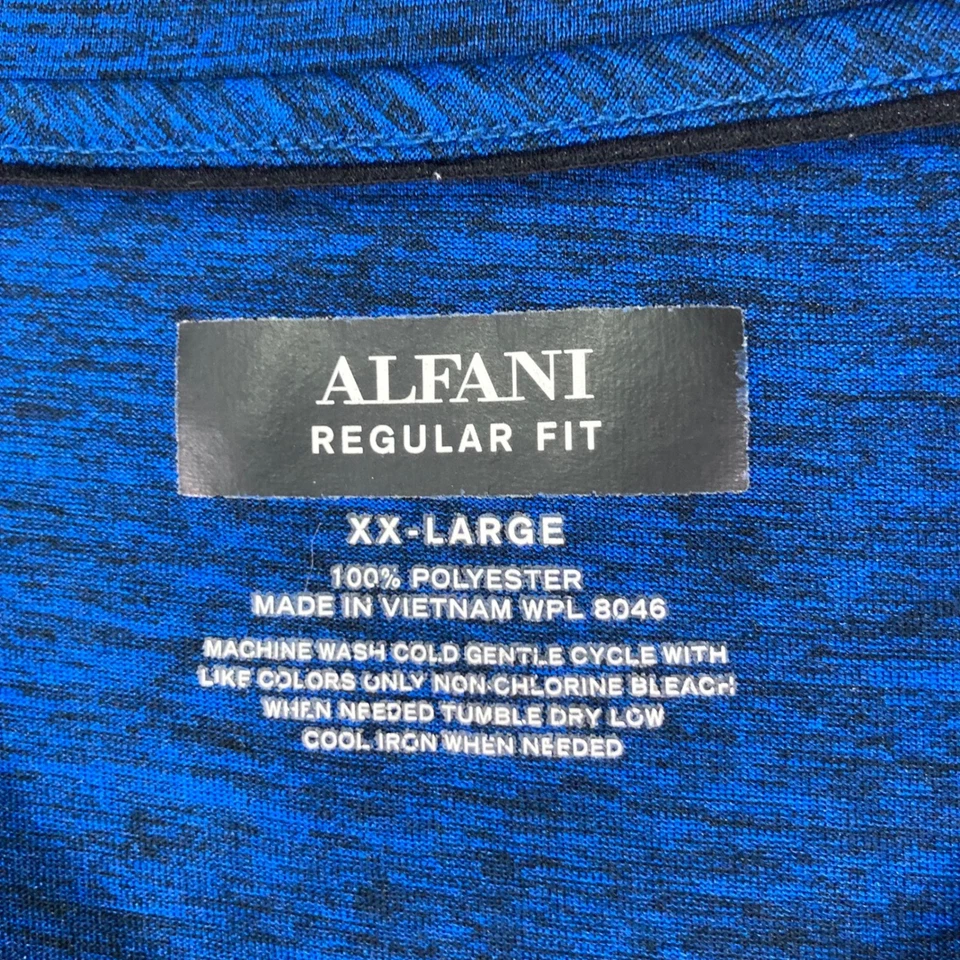 ALFANI
REGULAR FIT
XX-LARGE
100% POLYESTER
MADE IN VIETNAM WPL 8046
MACHINE WASH COLD GENTLE CYCLE WITH
LIKE COLORS ONLY NON-CHLORINE BLEACH
WHEN NEEDED TUMBLE DRY LOW
COOL IRON WHEN NEEDED